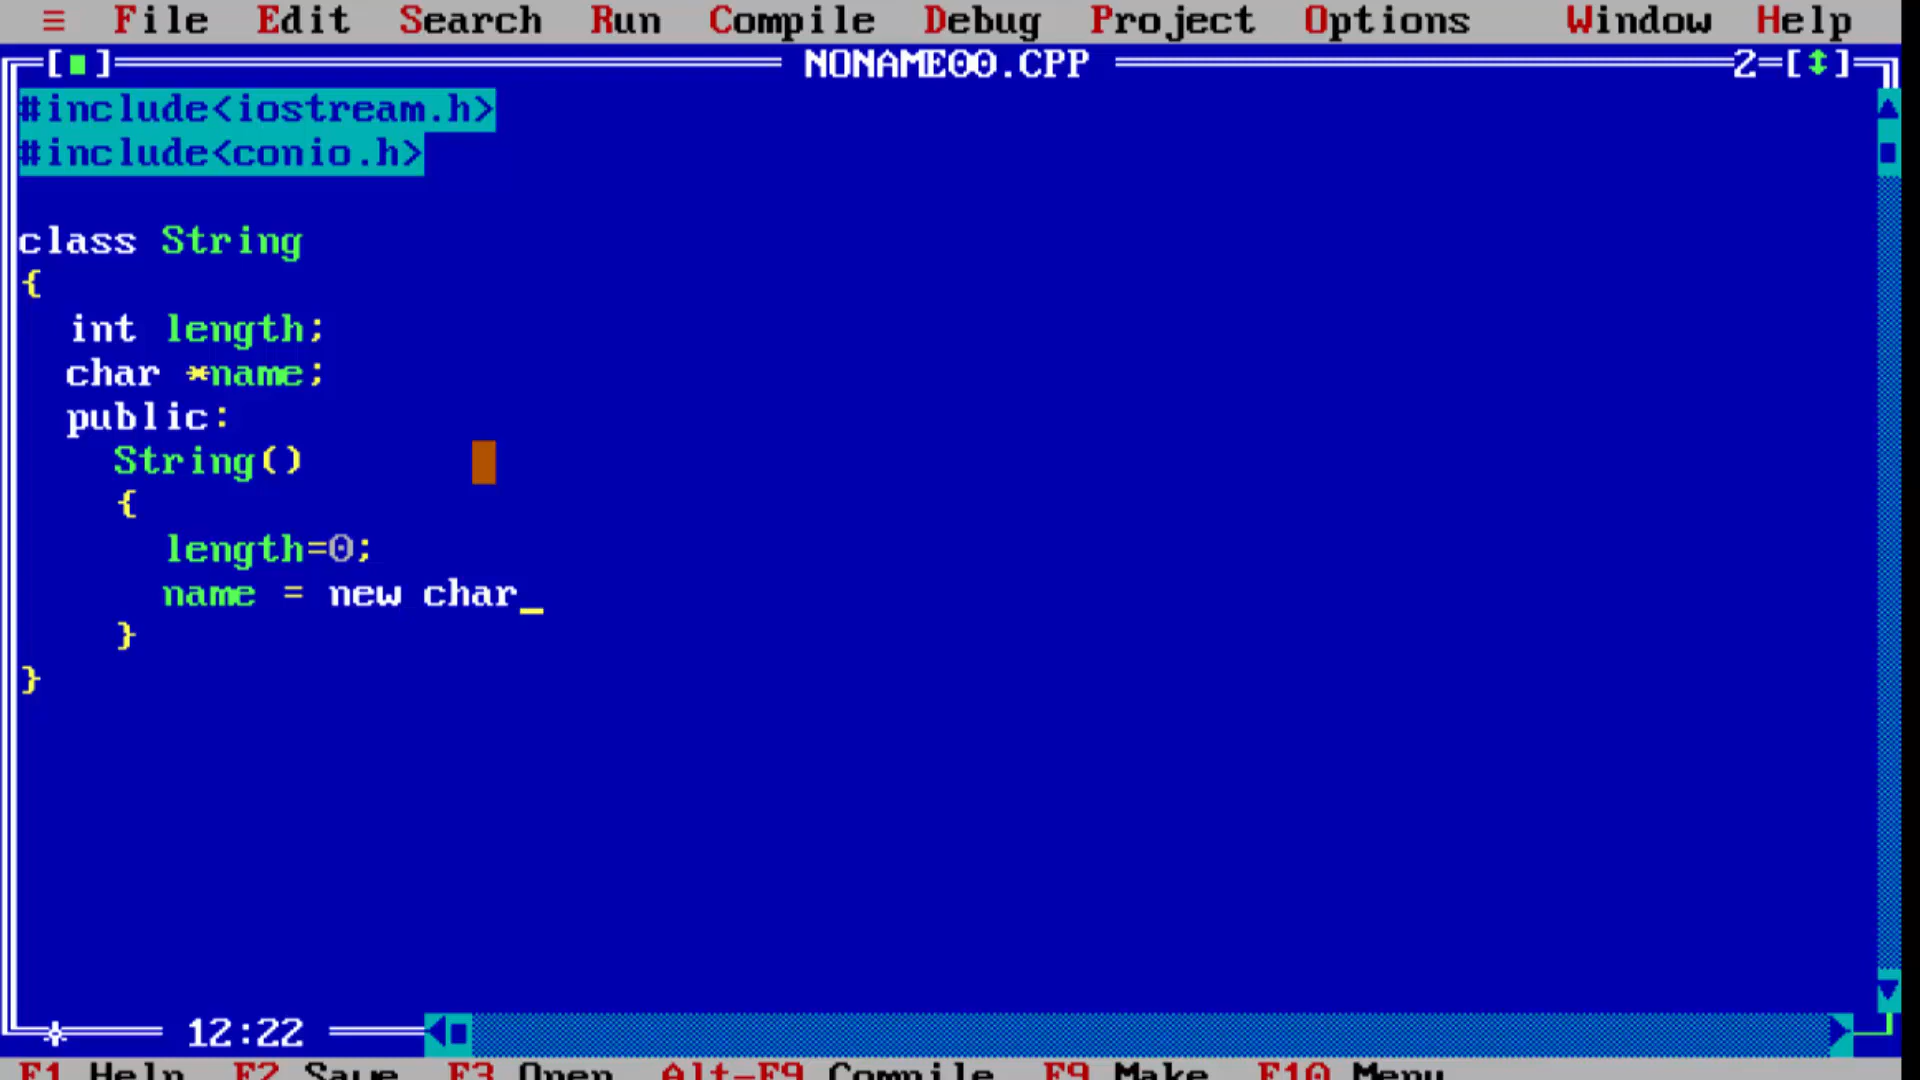 ≡ File Edit Search Run Compile Debug Project Options Window Help
[■] NONAME00.CPP 2=[↕]
#include<iostream.h>
#include<conio.h>
class String
{
int length;
char *name;
public:
String()
{
length=0;
name = new char_
}
}
12:22
F1 Help F2 Save F3 Open Alt-F9 Compile F9 Make F10 Menu